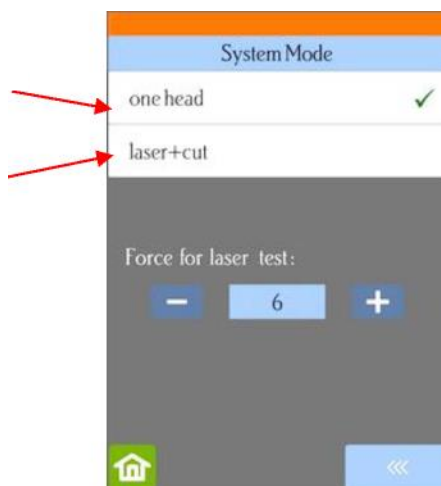 System Mode
one head
laser+cut
Force for laser test:
6